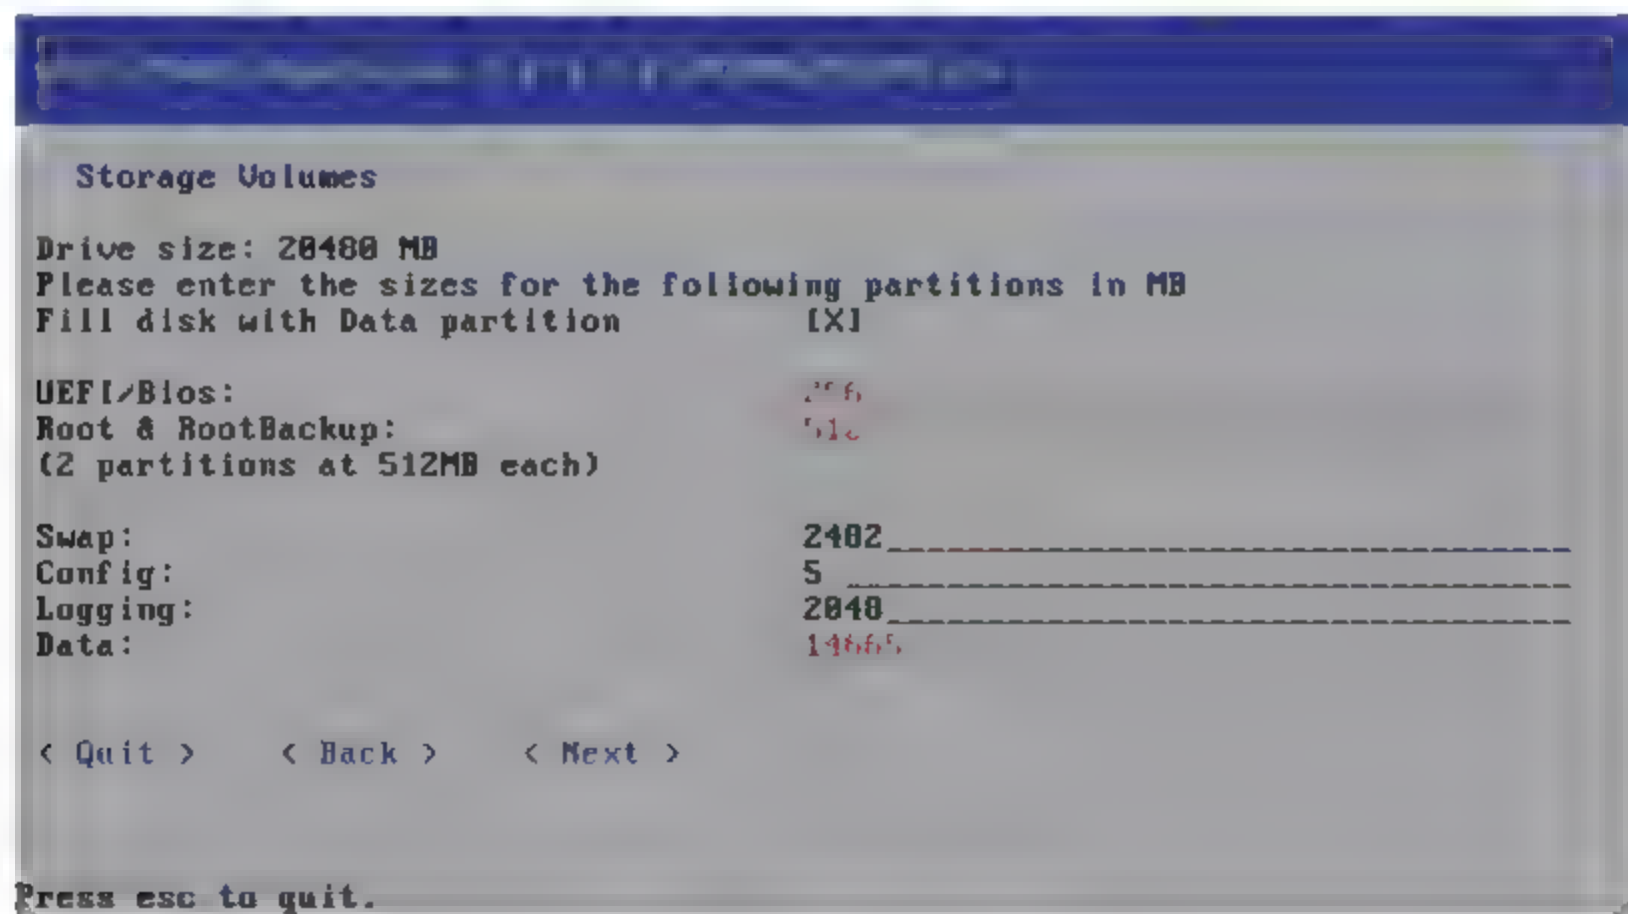 Storage Volumes
Drive size: 20480 MB
Please enter the sizes for the following partitions in MB
Fill disk with Data partition [X]
UEFI/Bios:
Root & RootBackup: 512
(2 partitions at 512MB each)
Swap: 2482
Config: 5
Logging: 2048
Data:
< Quit > < Back > < Next >
Press esc to quit.